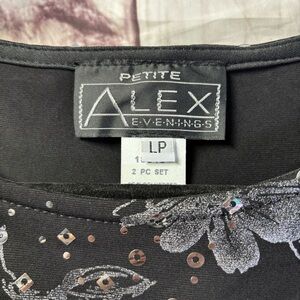 PETITE
ALEX
EVENINGS
LP
2 PC SET